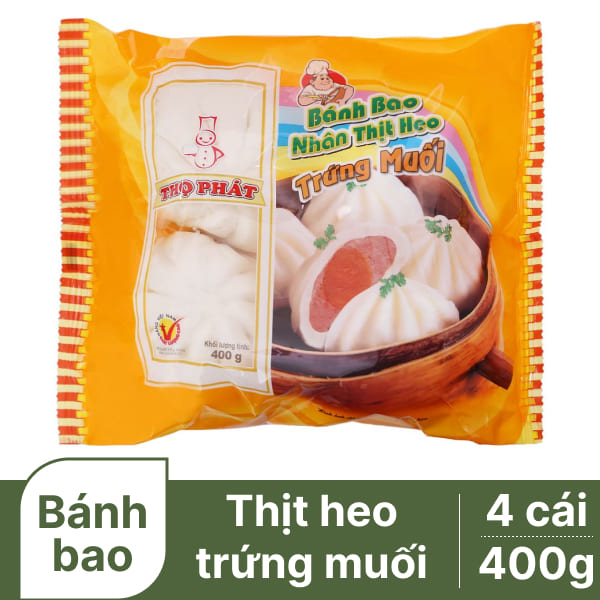 Bánh Bao
Nhân Thịt Heo
Trứng Muối
THỌ PHÁT
Khối lượng tịnh:
400 g
Bánh bao
Thịt heo
trứng muối
4 cái
400g